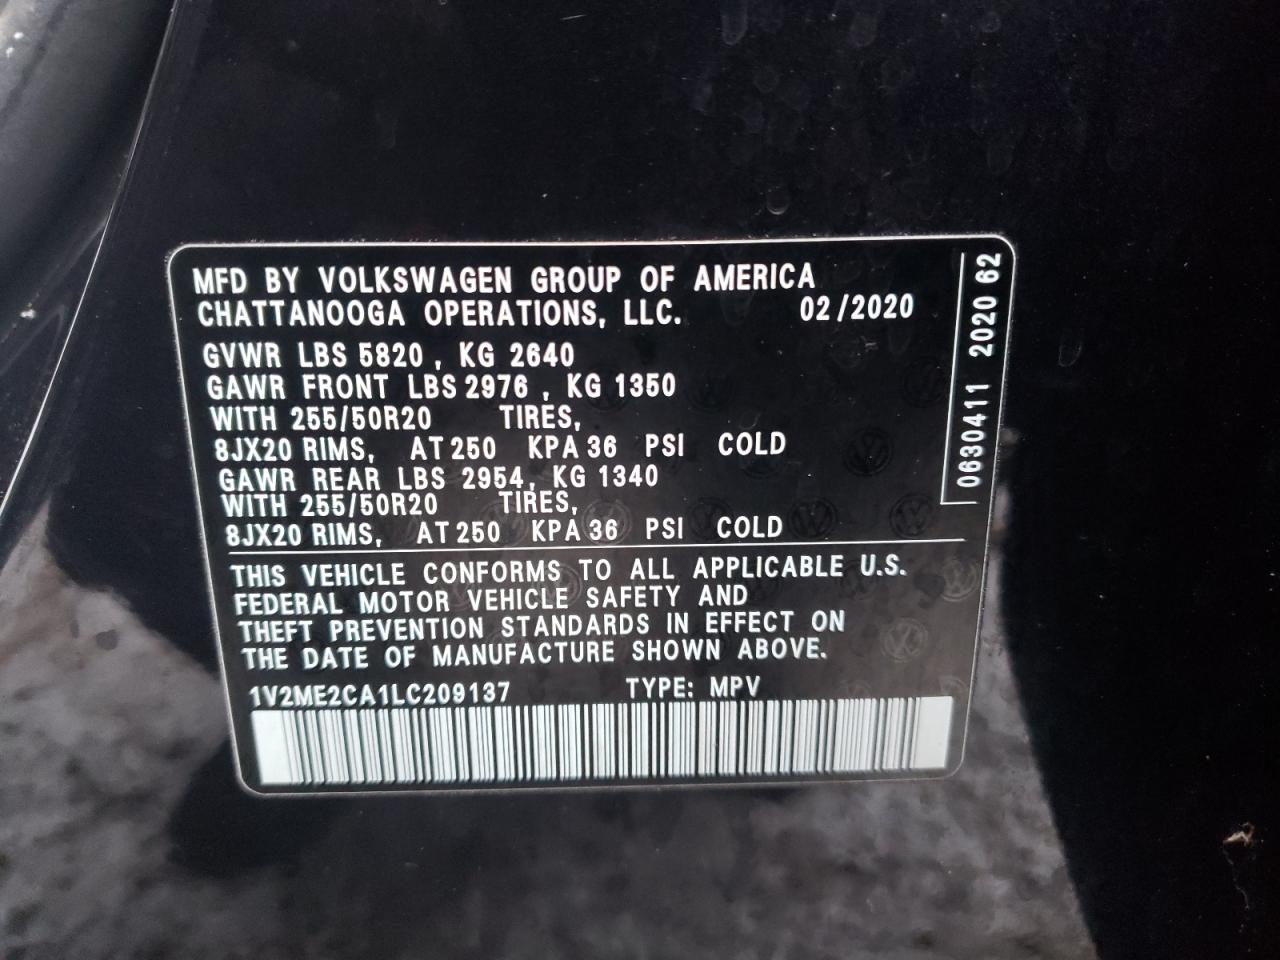 MFD BY VOLKSWAGEN GROUP OF AMERICA
CHATTANOOGA OPERATIONS, LLC. 02/2020
GVWR LBS 5820, KG 2640
GAWR FRONT LBS 2976, KG 1350
WITH 255/50R20 TIRES,
8JX20 RIMS, AT 250 KPA 36 PSI COLD
GAWR REAR LBS 2954, KG 1340
WITH 255/50R20 TIRES,
8JX20 RIMS, AT 250 KPA 36 PSI COLD
THIS VEHICLE CONFORMS TO ALL APPLICABLE U.S.
FEDERAL MOTOR VEHICLE SAFETY AND
THEFT PREVENTION STANDARDS IN EFFECT ON
THE DATE OF MANUFACTURE SHOWN ABOVE.
1V2ME2CA1LC209137 TYPE: MPV
0630411 2020 62